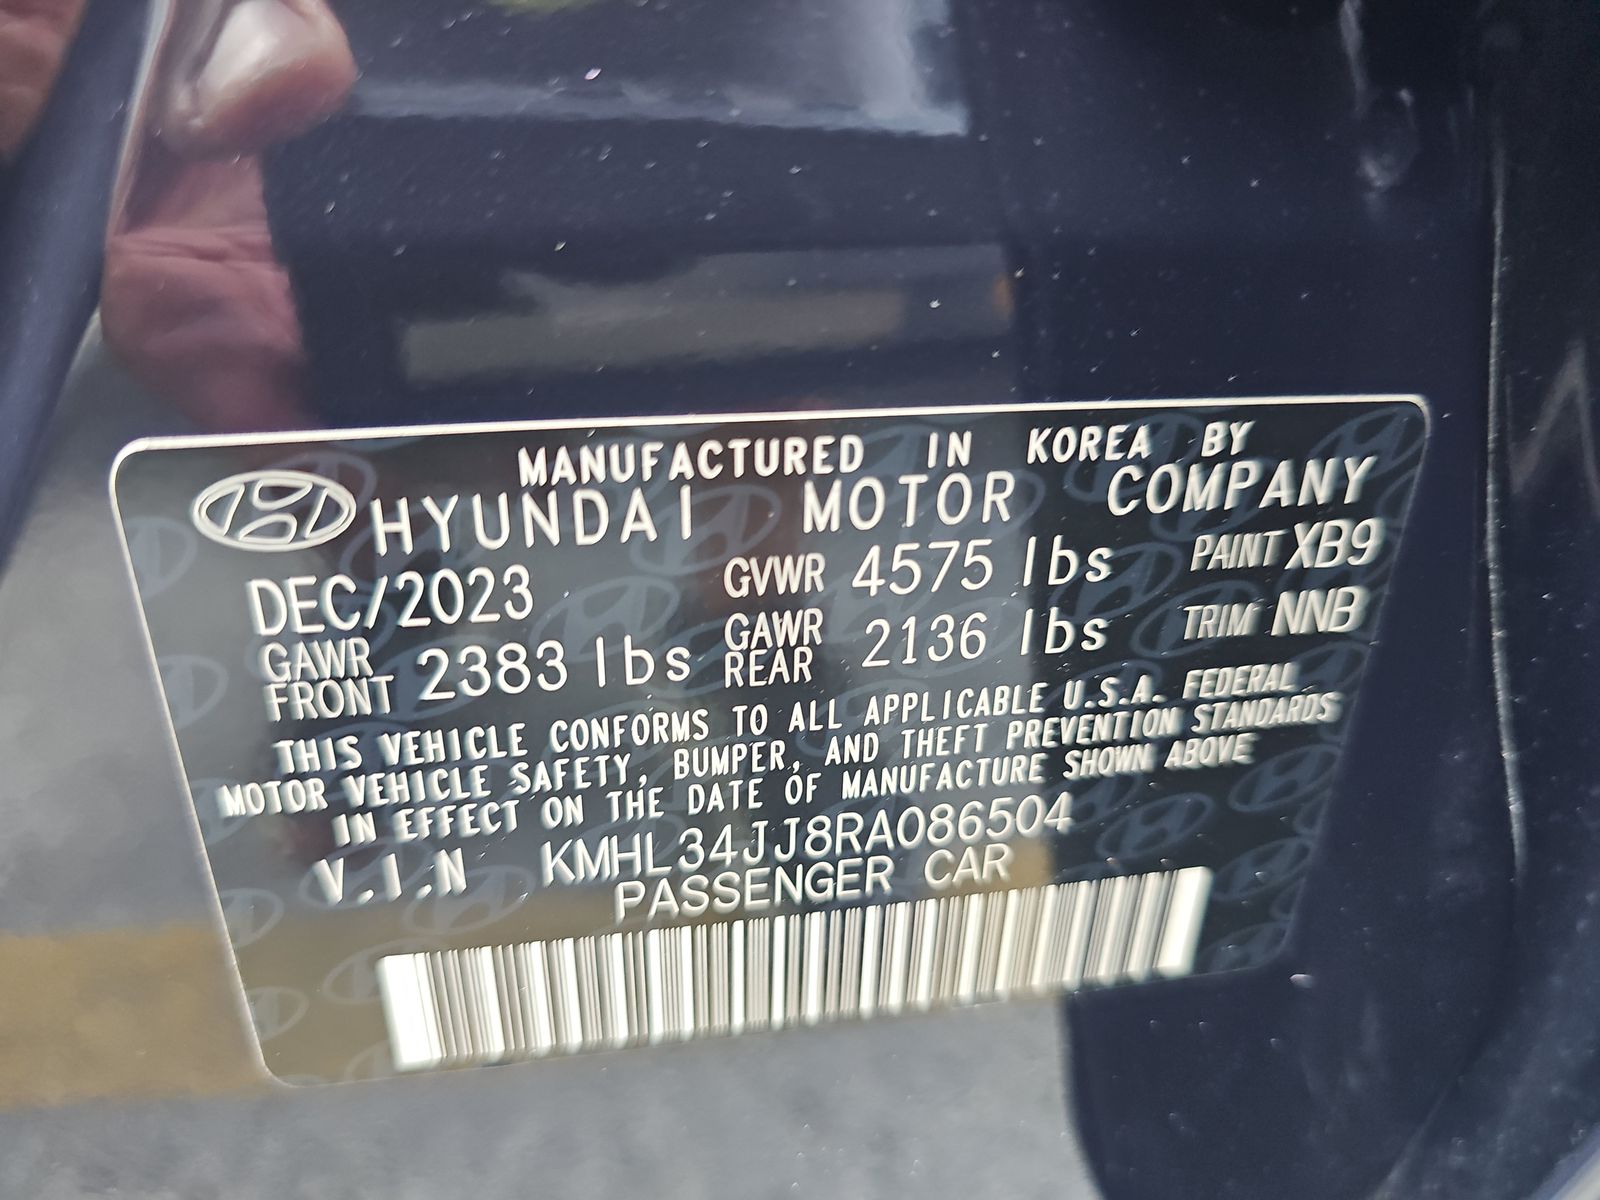 MANUFACTURED IN KOREA BY
HYUNDAI MOTOR COMPANY
DEC/2023 GVWR 4575 lbs PAINT XB9
GAWR FRONT 2383 lbs GAWR REAR 2136 lbs TRIM NNB
THIS VEHICLE CONFORMS TO ALL APPLICABLE U.S.A. FEDERAL
MOTOR VEHICLE SAFETY, BUMPER, AND THEFT PREVENTION STANDARDS
IN EFFECT ON THE DATE OF MANUFACTURE SHOWN ABOVE
V.I.N KMHL34JJ8RA086504
PASSENGER CAR